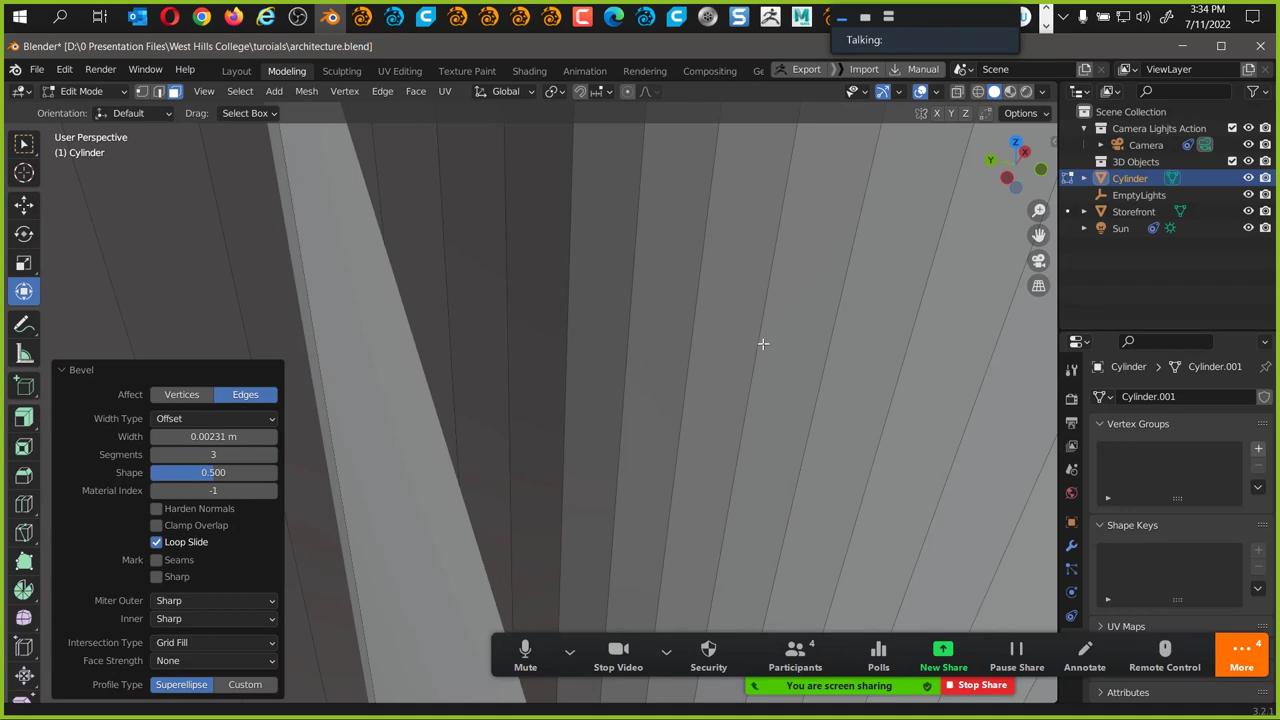 3:34 PM
7/11/2022
Talking:
Blender* [D:\0 Presentation Files\West Hills College\turoials\architecture.blend]
File Edit Render Window Help Layout Modeling Sculpting UV Editing Texture Paint Shading Animation Rendering Compositing Ge Export Import Manual Scene ViewLayer
Edit Mode View Select Add Mesh Vertex Edge Face UV Global
Orientation: Default Drag: Select Box X Y Z Options
User Perspective
(1) Cylinder
Z
X
Y
Scene Collection
Camera Lighjts Action
Camera
3D Objects
Cylinder
EmptyLights
Storefront
Sun
Cylinder > Cylinder.001
Cylinder.001
Vertex Groups
Shape Keys
UV Maps
Attributes
3.2.1
Bevel
Affect Vertices Edges
Width Type Offset
Width 0.00231 m
Segments 3
Shape 0.500
Material Index -1
Harden Normals
Clamp Overlap
Loop Slide
Mark Seams
Sharp
Miter Outer Sharp
Inner Sharp
Intersection Type Grid Fill
Face Strength None
Profile Type Superellipse Custom
4 4
Mute Stop Video Security Participants Polls New Share Pause Share Annotate Remote Control More
You are screen sharing Stop Share